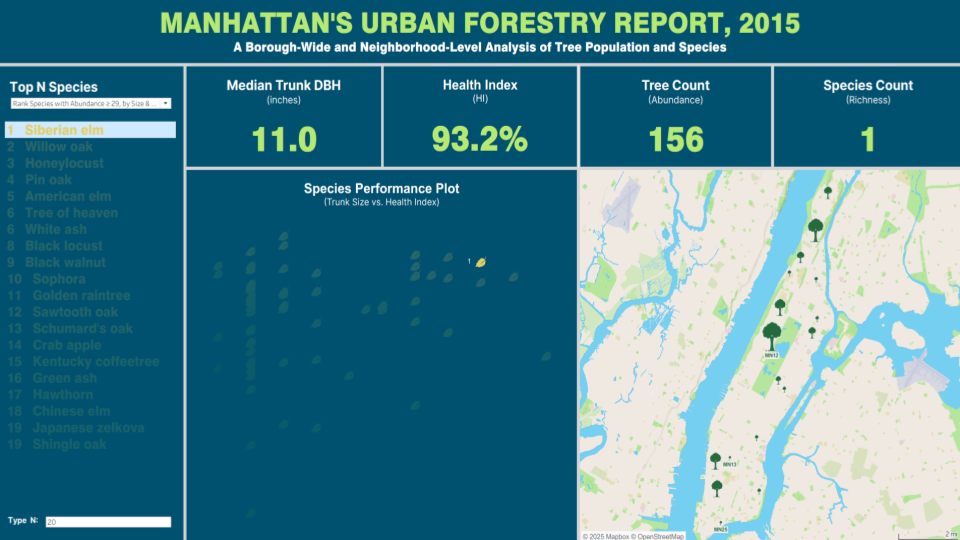 MANHATTAN'S URBAN FORESTRY REPORT, 2015
A Borough-Wide and Neighborhood-Level Analysis of Tree Population and Species
Top N Species
Rank Species with Abundance ≥ 29, by Size & ...
1 Siberian elm
2 Willow oak
3 Honeylocust
4 Pin oak
5 American elm
6 Tree of heaven
6 White ash
8 Black locust
9 Black walnut
10 Sophora
11 Golden raintree
12 Sawtooth oak
13 Schumard's oak
14 Crab apple
15 Kentucky coffeetree
16 Green ash
17 Hawthorn
18 Chinese elm
19 Japanese zelkova
19 Shingle oak
Type N: 20
Median Trunk DBH
(inches)
11.0
Health Index
(HI)
93.2%
Tree Count
(Abundance)
156
Species Count
(Richness)
1
Species Performance Plot
(Trunk Size vs. Health Index)
1
MN12
MN13
MN25
© 2025 Mapbox © OpenStreetMap
2 mi